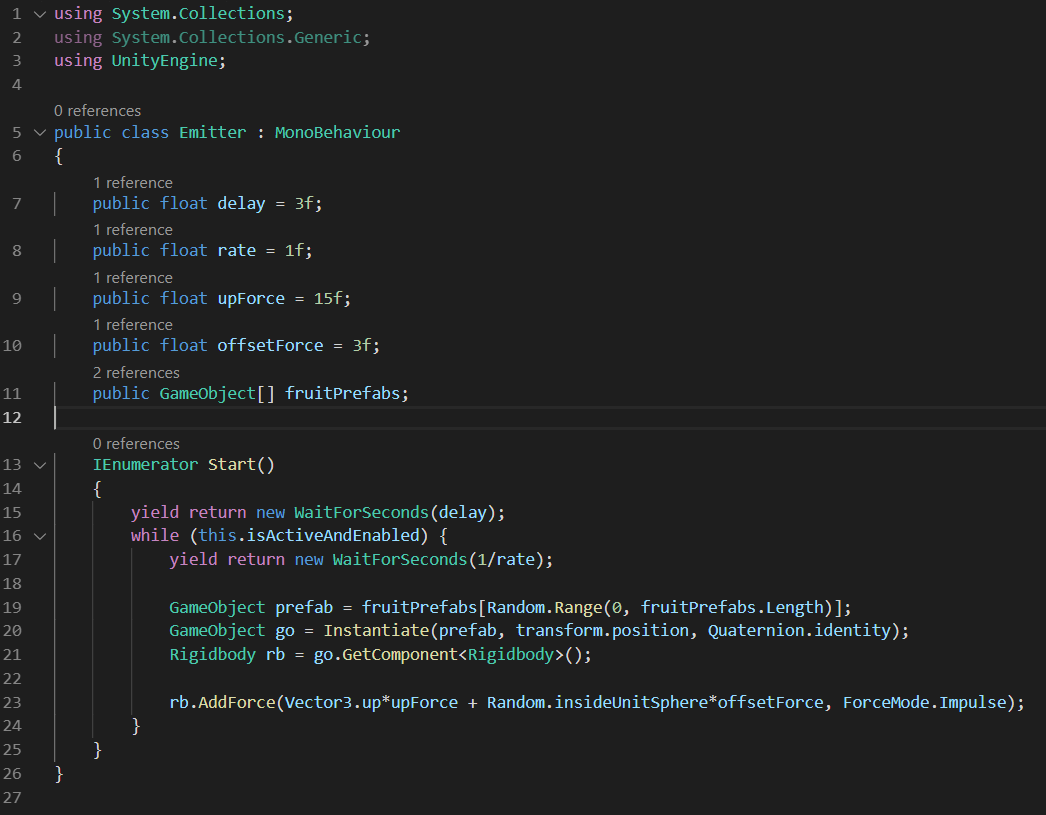 1 using System.Collections;
2 using System.Collections.Generic;
3 using UnityEngine;
4
0 references
5 public class Emitter : MonoBehaviour
6 {
1 reference
7 public float delay = 3f;
1 reference
8 public float rate = 1f;
1 reference
9 public float upForce = 15f;
1 reference
10 public float offsetForce = 3f;
2 references
11 public GameObject[] fruitPrefabs;
12
0 references
13 IEnumerator Start()
14 {
15 yield return new WaitForSeconds(delay);
16 while (this.isActiveAndEnabled) {
17 yield return new WaitForSeconds(1/rate);
18
19 GameObject prefab = fruitPrefabs[Random.Range(0, fruitPrefabs.Length)];
20 GameObject go = Instantiate(prefab, transform.position, Quaternion.identity);
21 Rigidbody rb = go.GetComponent<Rigidbody>();
22
23 rb.AddForce(Vector3.up*upForce + Random.insideUnitSphere*offsetForce, ForceMode.Impulse);
24 }
25 }
26 }
27